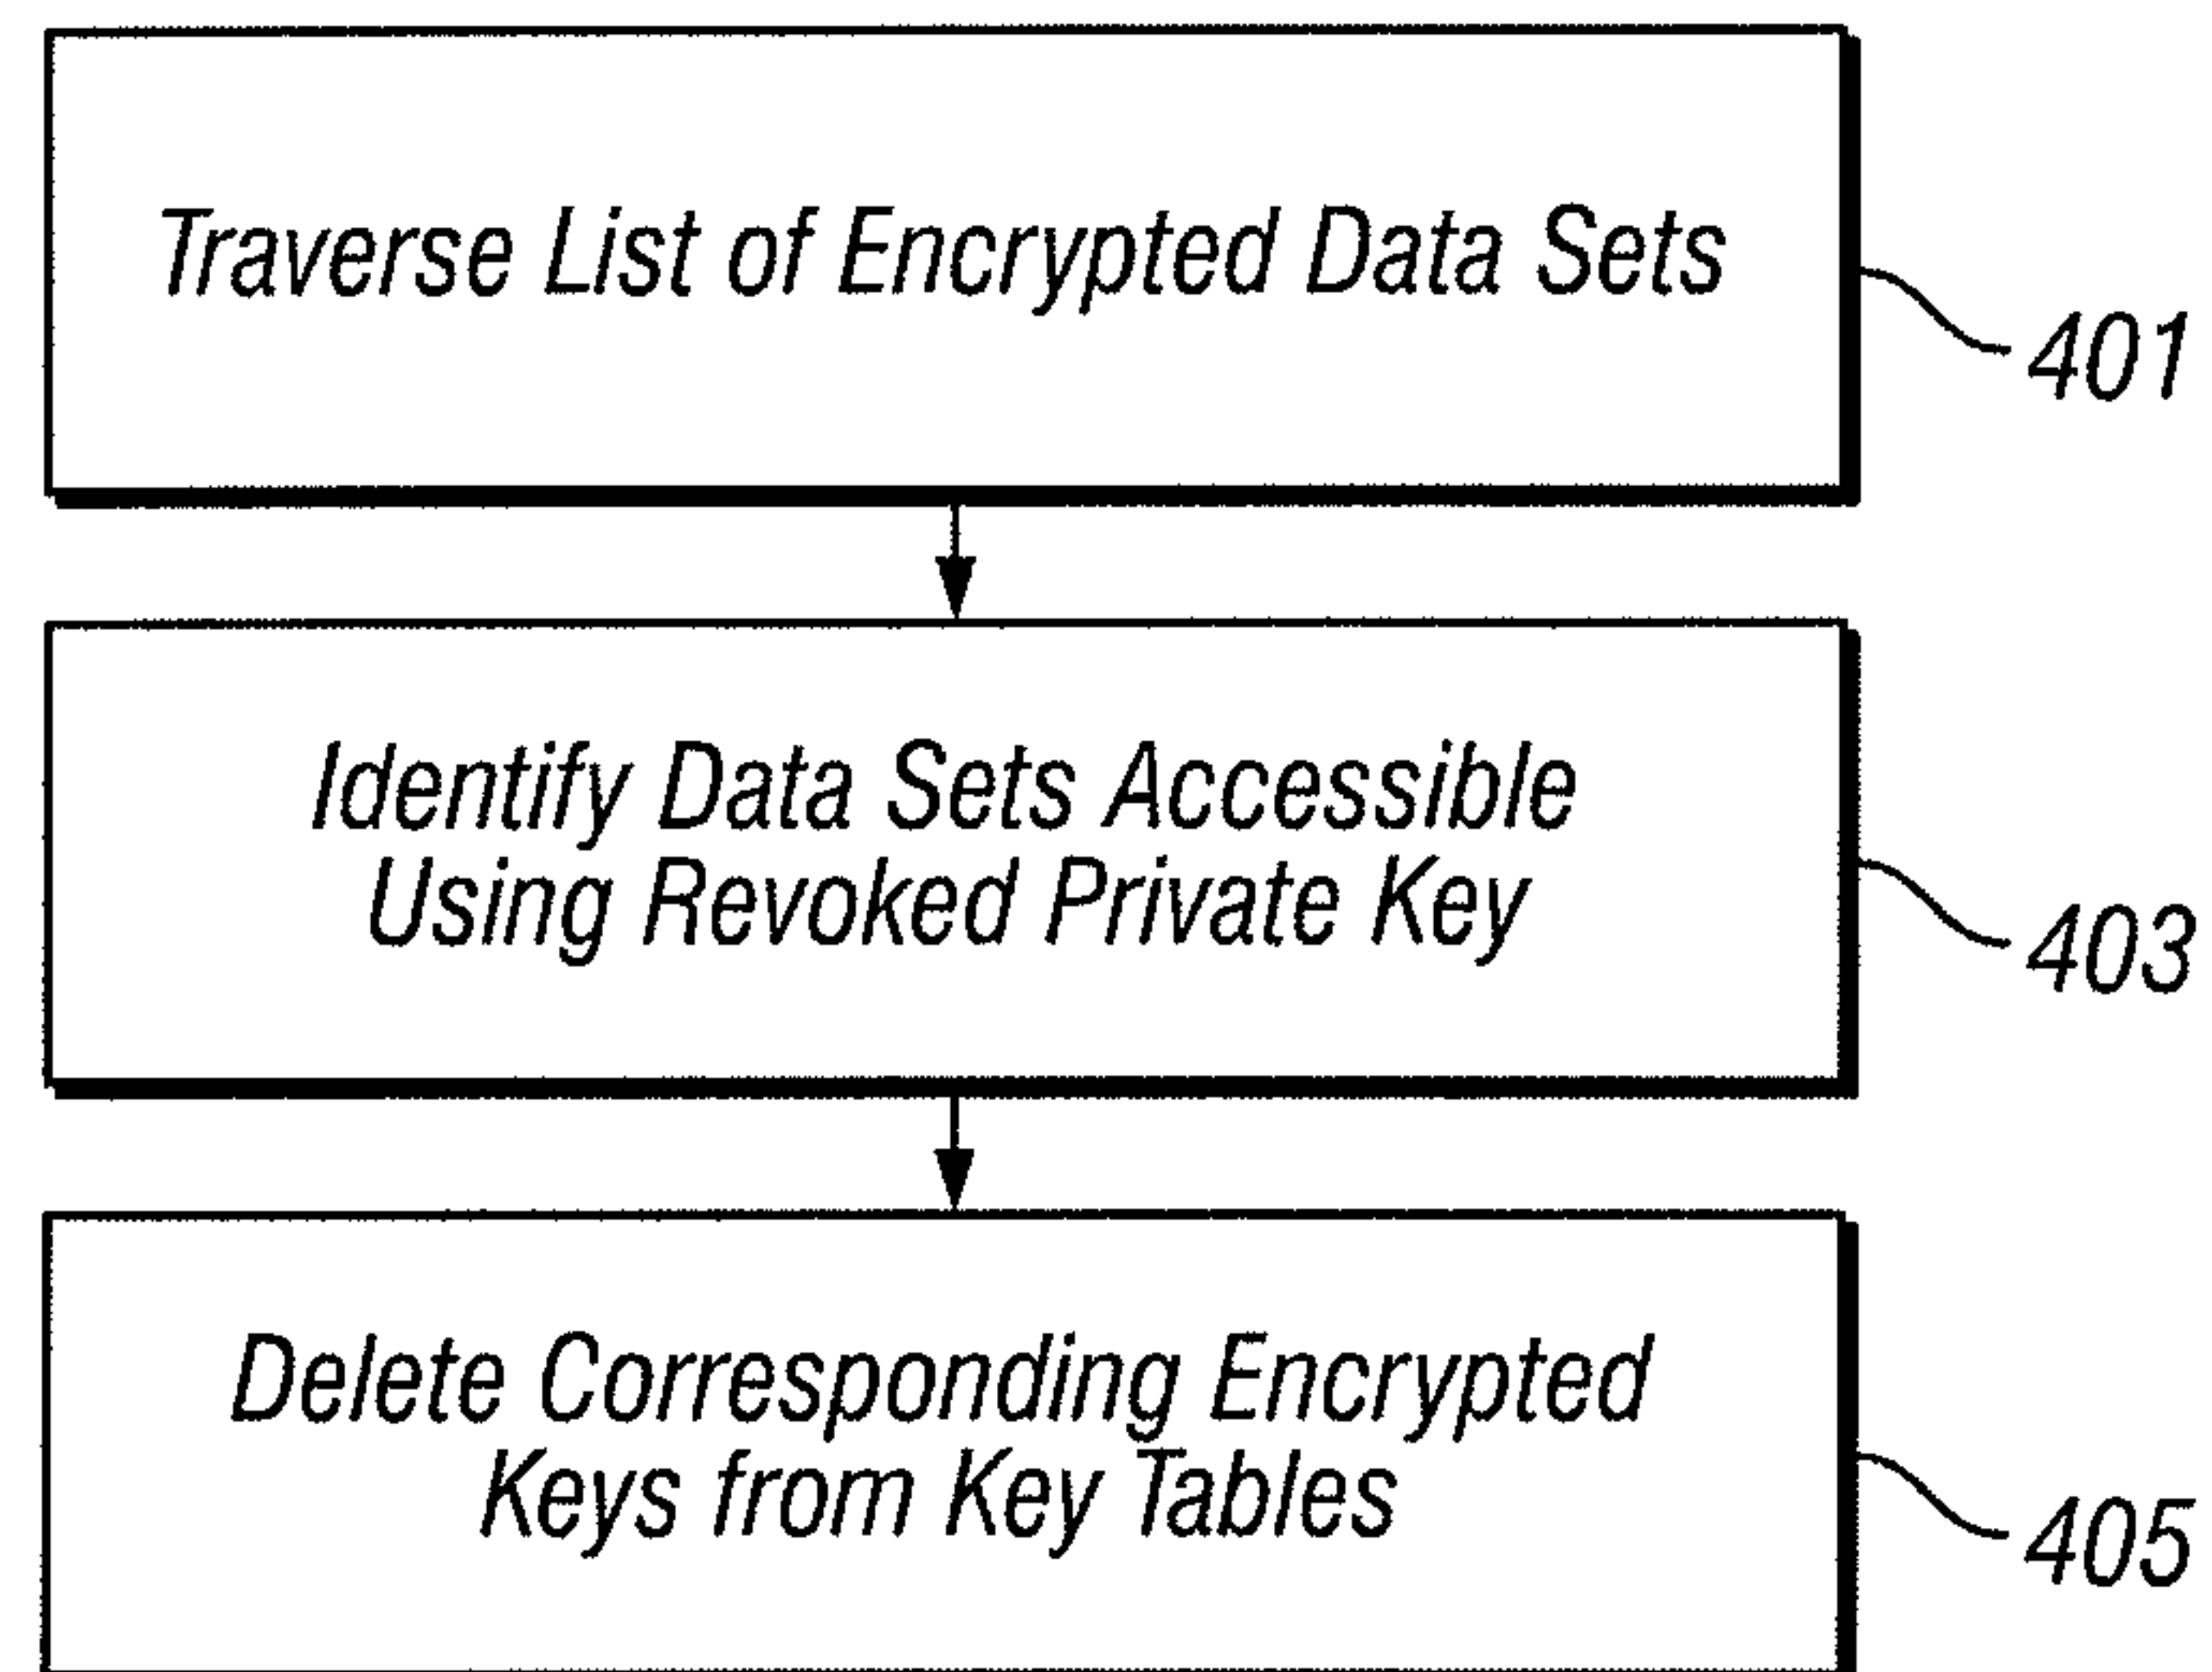 Traverse List of Encrypted Data Sets
401
Identify Data Sets Accessible
Using Revoked Private Key
403
Delete Corresponding Encrypted
Keys from Key Tables
405